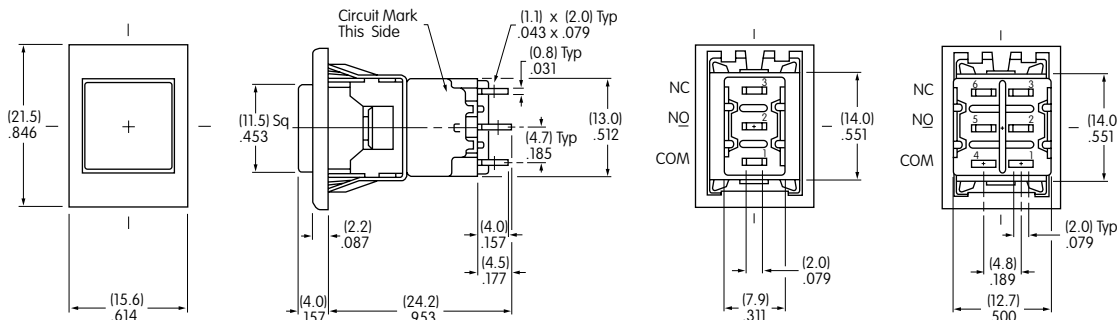 (21.5)
.846
(15.6)
.614
Circuit Mark
This Side
(11.5) Sq
.453
(2.2)
.087
(4.0)
.157
(24.2)
.953
(1.1) x (2.0) Typ
.043 x .079
(0.8) Typ
.031
(13.0)
.512
(4.7) Typ
.185
(4.0)
.157
(4.5)
.177
NC
NO
COM
3
2
1
(14.0)
.551
(2.0)
.079
(7.9)
.311
NC
NO
COM
6
3
5
2
4
1
(14.0
.551
(2.0) Typ
.079
(4.8)
.189
(12.7)
.500